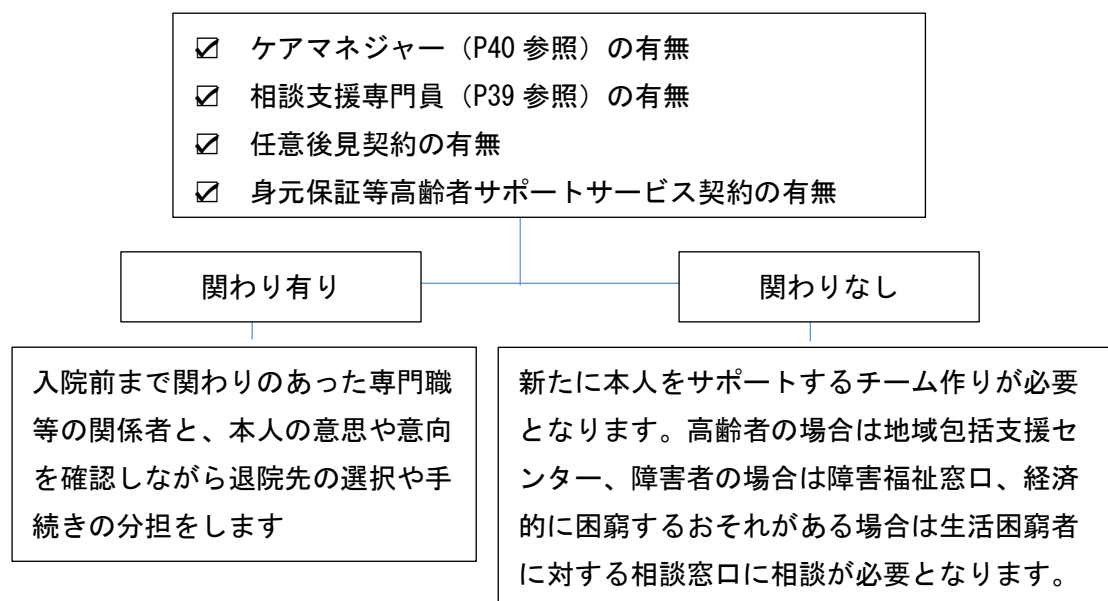 ☑ ケアマネジャー（P40 参照）の有無
☑ 相談支援専門員（P39 参照）の有無
☑ 任意後見契約の有無
☑ 身元保証等高齢者サポートサービス契約の有無
関わり有り
関わりなし
入院前まで関わりのあった専門職
等の関係者と、本人の意思や意向
を確認しながら退院先の選択や手
続きの分担をします
新たに本人をサポートするチーム作りが必要
となります。高齢者の場合は地域包括支援セ
ンター、障害者の場合は障害福祉窓口、経済
的に困窮するおそれがある場合は生活困窮者
に対する相談窓口に相談が必要となります。